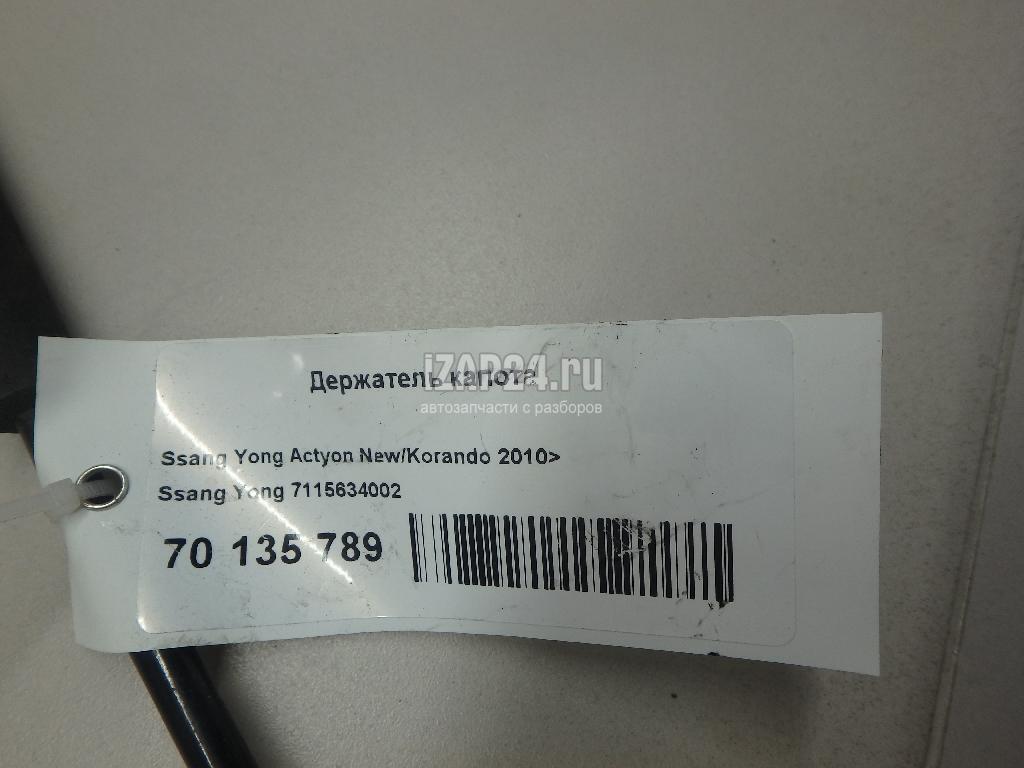 Держатель капота
iZAP24.ru
автозапчасти с разборов
Ssang Yong Actyon New/Korando 2010>
Ssang Yong 7115634002
70 135 789